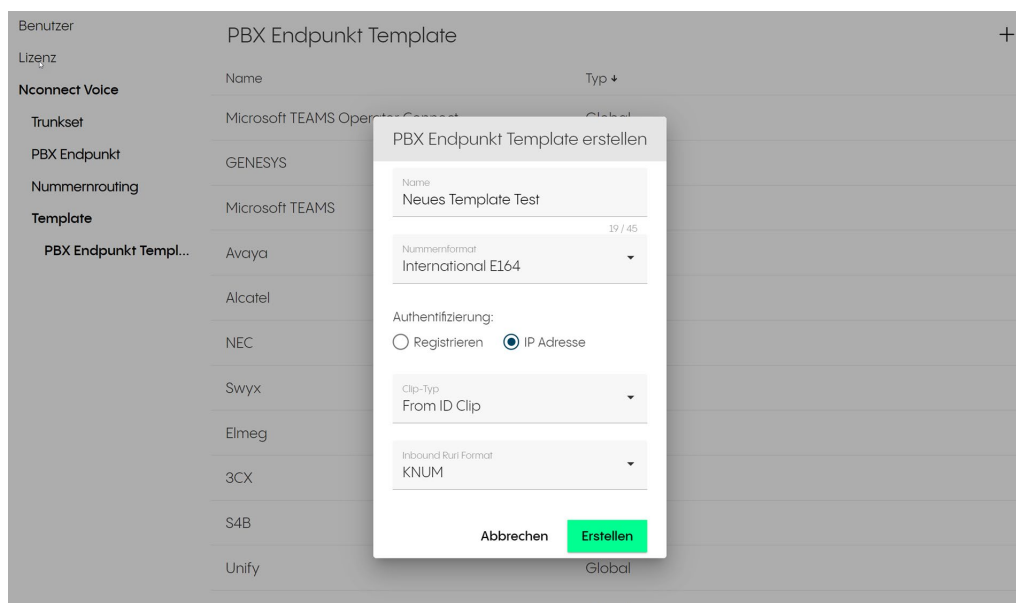 Benutzer
Lizenz
Nconnect Voice
Trunkset
PBX Endpunkt
Nummernrouting
Template
PBX Endpunkt Templ...
PBX Endpunkt Template
+
Name Typ ↓
Microsoft TEAMS Operator Connect Global
GENESYS
Microsoft TEAMS
Avaya
Alcatel
NEC
Swyx
Elmeg
3CX
S4B
Unify Global
PBX Endpunkt Template erstellen
Name
Neues Template Test
19 / 45
Nummernformat
International E164
Authentifizierung:
Registrieren IP Adresse
Clip-Typ
From ID Clip
Inbound Ruri Format
KNUM
Abbrechen Erstellen